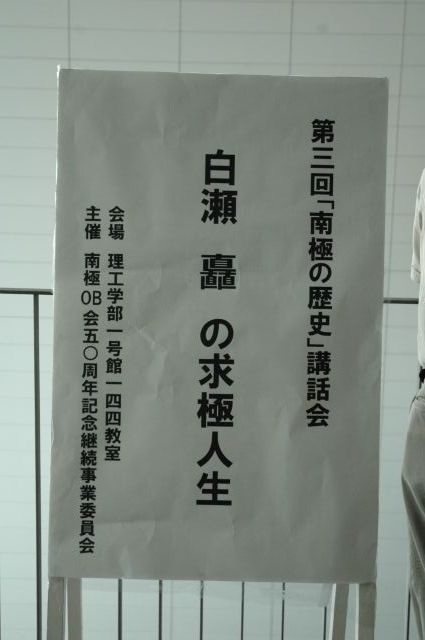 第三回「南極の歴史」講話会
白瀬 矗 の求極人生
会場 理工学部一号館一四四教室
主催 南極OB会五〇周年記念継続事業委員会